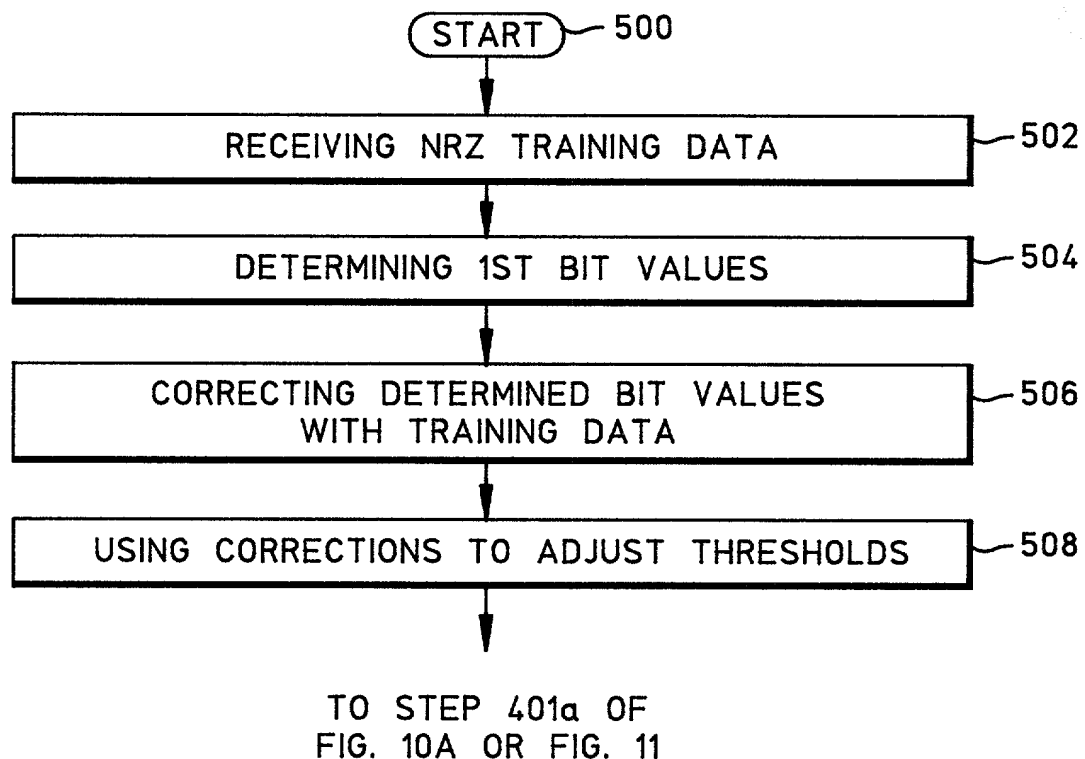 START 500
RECEIVING NRZ TRAINING DATA 502
DETERMINING 1ST BIT VALUES 504
CORRECTING DETERMINED BIT VALUES
WITH TRAINING DATA 506
USING CORRECTIONS TO ADJUST THRESHOLDS 508
TO STEP 401a OF
FIG. 10A OR FIG. 11